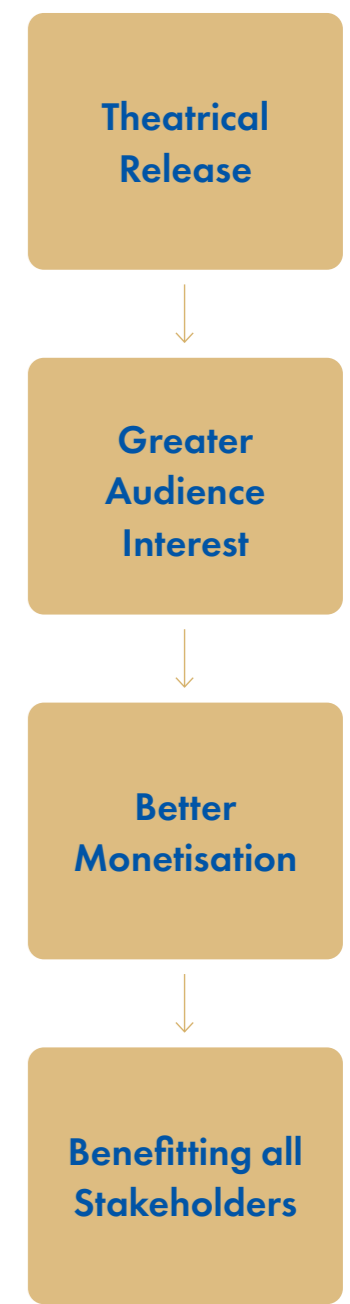 Theatrical
Release
Greater
Audience
Interest
Better
Monetisation
Benefitting all
Stakeholders